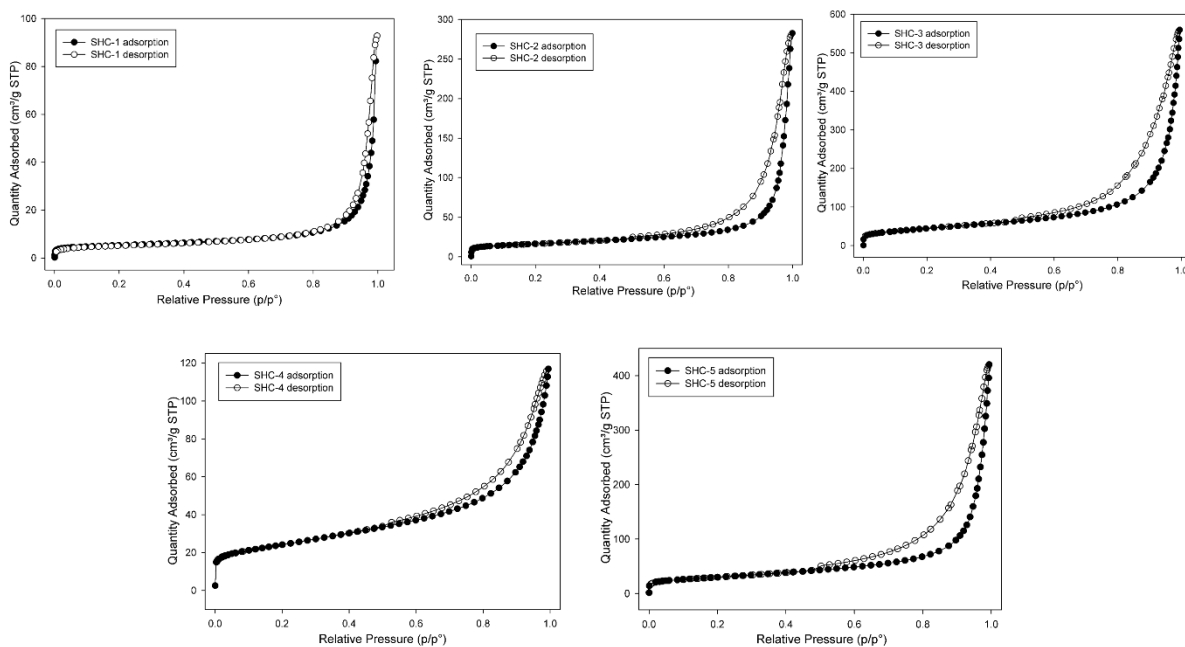 SHC-1 adsorption
SHC-1 desorption
Quantity Adsorbed (cm³/g STP)
100
80
60
40
20
0
0.0 0.2 0.4 0.6 0.8 1.0
Relative Pressure (p/p°)
SHC-2 adsorption
SHC-2 desorption
Quantity Adsorbed (cm³/g STP)
300
250
200
150
100
50
0
0.0 0.2 0.4 0.6 0.8 1.0
Relative Pressure (p/p°)
SHC-3 adsorption
SHC-3 desorption
Quantity Adsorbed (cm³/g STP)
600
500
400
300
200
100
0
0.0 0.2 0.4 0.6 0.8 1.0
Relative Pressure (p/p°)
SHC-4 adsorption
SHC-4 desorption
Quantity Adsorbed (cm³/g STP)
120
100
80
60
40
20
0
0.0 0.2 0.4 0.6 0.8 1.0
Relative Pressure (p/p°)
SHC-5 adsorption
SHC-5 desorption
Quantity Adsorbed (cm³/g STP)
400
300
200
100
0
0.0 0.2 0.4 0.6 0.8 1.0
Relative Pressure (p/p°)